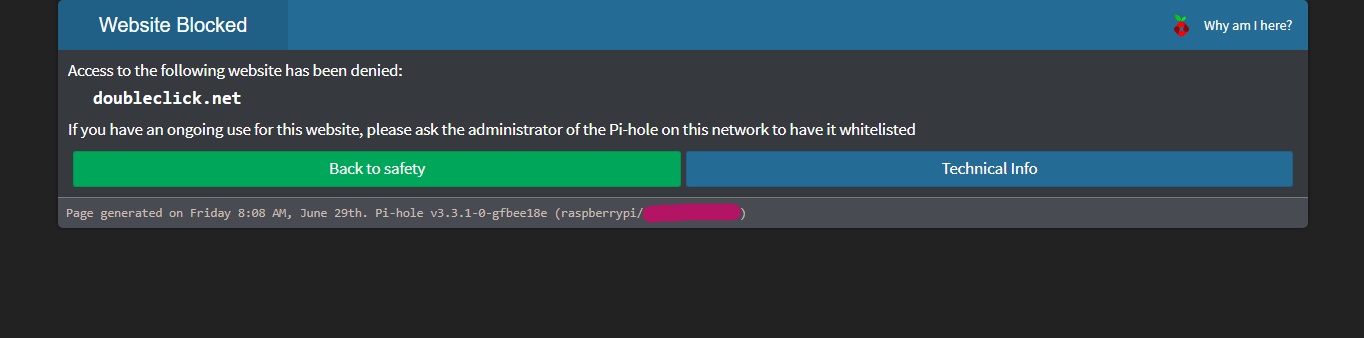 Website Blocked
Why am I here?
Access to the following website has been denied:
doubleclick.net
If you have an ongoing use for this website, please ask the administrator of the Pi-hole on this network to have it whitelisted
Back to safety
Technical Info
Page generated on Friday 8:08 AM, June 29th. Pi-hole v3.3.1-0-gfbee18e (raspberrypi/ )